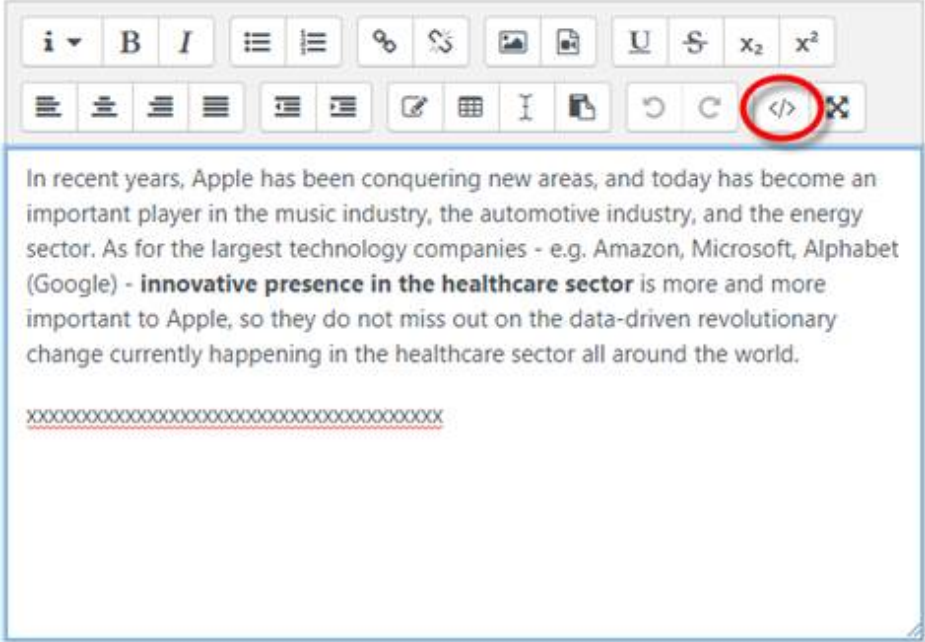 i B I U S x₂ x²
</>
In recent years, Apple has been conquering new areas, and today has become an
important player in the music industry, the automotive industry, and the energy
sector. As for the largest technology companies - e.g. Amazon, Microsoft, Alphabet
(Google) - innovative presence in the healthcare sector is more and more
important to Apple, so they do not miss out on the data-driven revolutionary
change currently happening in the healthcare sector all around the world.